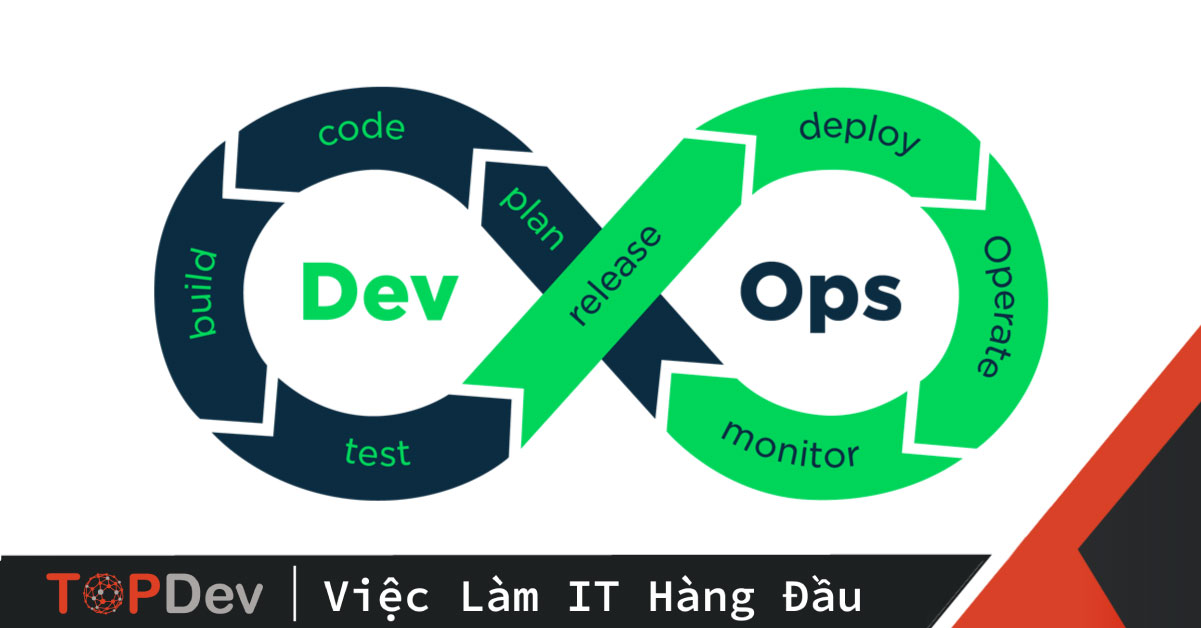 code
plan
build
Dev
test
release
deploy
Ops
Operate
monitor
TOPDev | Việc Làm IT Hàng Đầu